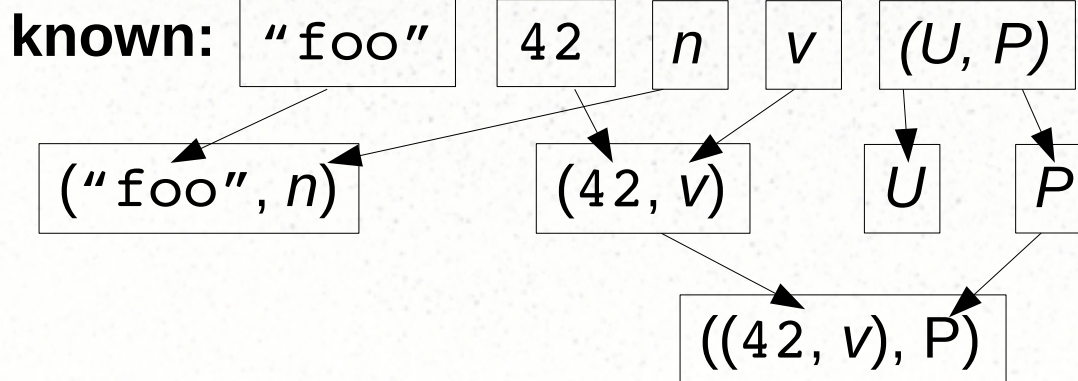 known: “foo” 42 n v (U, P)
(“foo”, n) (42, v) U P
((42, v), P)